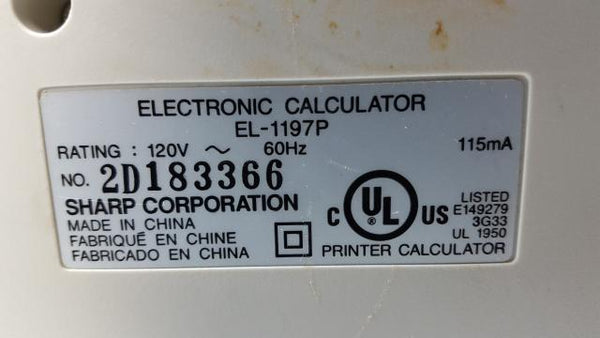 ELECTRONIC CALCULATOR
EL-1197P
RATING : 120V ~ 60Hz 115mA
NO. 2D183366
SHARP CORPORATION
MADE IN CHINA
FABRIQUÉ EN CHINE
FABRICADO EN CHINA
C UL ® US
LISTED
E149279
3G33
UL 1950
PRINTER CALCULATOR